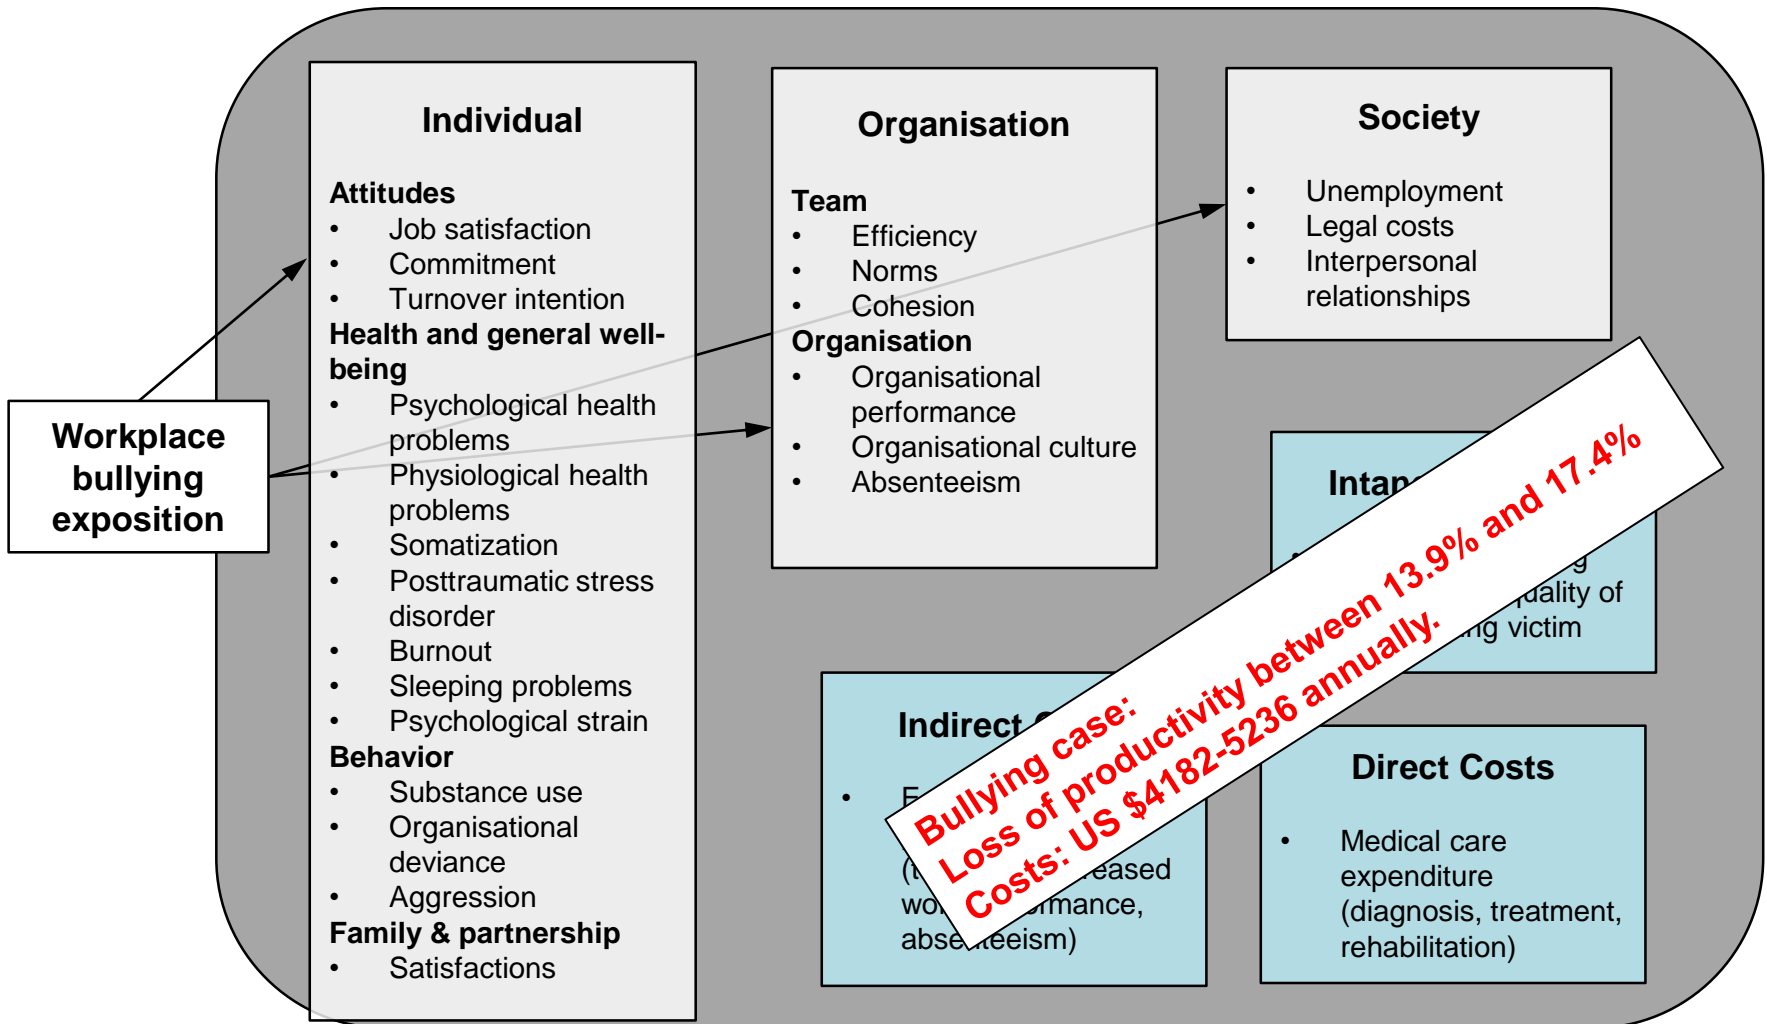 Workplace
bullying
exposition
Individual
Attitudes
• Job satisfaction
• Commitment
• Turnover intention
Health and general well-
being
• Psychological health
problems
• Physiological health
problems
• Somatization
• Posttraumatic stress
disorder
• Burnout
• Sleeping problems
• Psychological strain
Behavior
• Substance use
• Organisational
deviance
• Aggression
Family & partnership
• Satisfactions
Organisation
Team
• Efficiency
• Norms
• Cohesion
Organisation
• Organisational
performance
• Organisational culture
• Absenteeism
Society
• Unemployment
• Legal costs
• Interpersonal
relationships
of
victim
Indirect
absenteeism)
Direct Costs
• Medical care
expenditure
(diagnosis, treatment,
rehabilitation)
Bullying case:
Loss of productivity between 13.9% and 17.4%
Costs: US $4182-5236 annually.